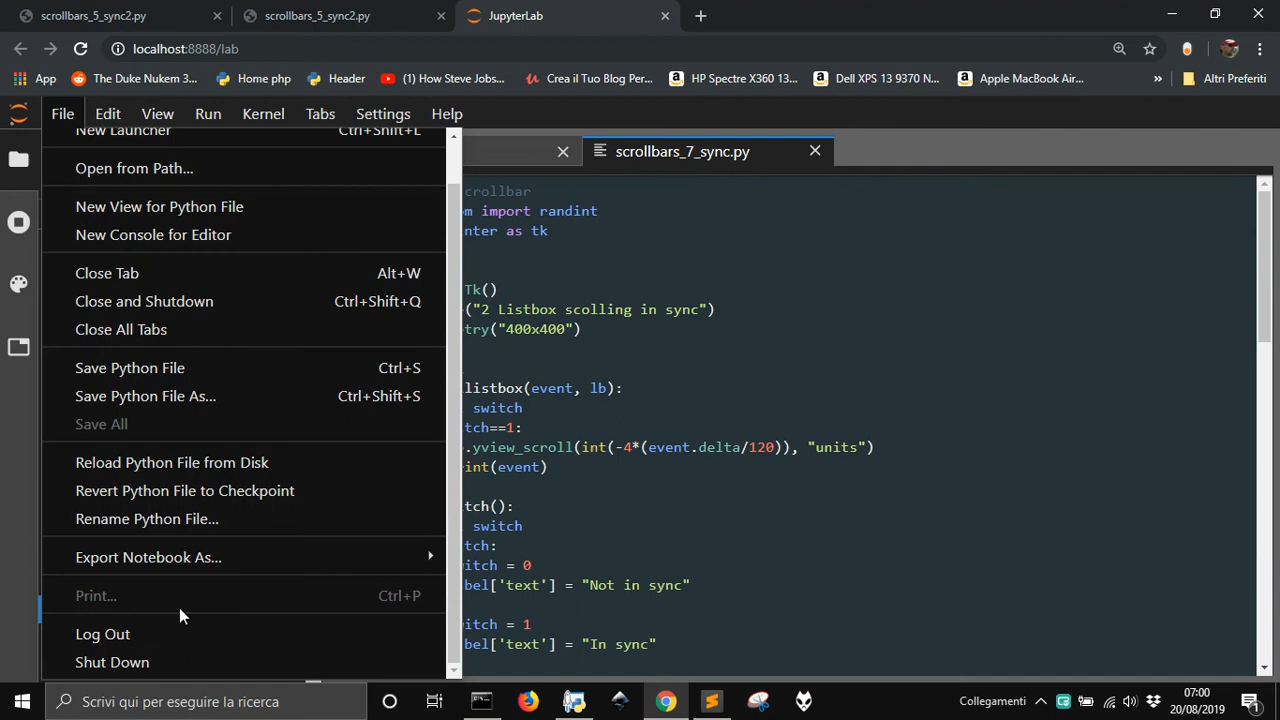 scrollbars_5_sync2.py
scrollbars_5_sync2.py
JupyterLab
localhost:8888/lab
App
The Duke Nukem 3...
Home php
Header
(1) How Steve Jobs...
Crea il Tuo Blog Per...
HP Spectre X360 13...
Dell XPS 13 9370 N...
Apple MacBook Air...
»
Altri Preferiti
File Edit View Run Kernel Tabs Settings Help
New Launcher Ctrl+Shift+L
Open from Path...
New View for Python File
New Console for Editor
Close Tab Alt+W
Close and Shutdown Ctrl+Shift+Q
Close All Tabs
Save Python File Ctrl+S
Save Python File As... Ctrl+Shift+S
Save All
Reload Python File from Disk
Revert Python File to Checkpoint
Rename Python File...
Export Notebook As...
Print... Ctrl+P
Log Out
Shut Down
scrollbars_7_sync.py
crollbar
m import randint
nter as tk
Tk()
("2 Listbox scolling in sync")
try("400x400")
listbox(event, lb):
switch
tch==1:
.yview_scroll(int(-4*(event.delta/120)), "units")
int(event)
tch():
switch
tch:
witch = 0
bel['text'] = "Not in sync"
witch = 1
bel['text'] = "In sync"
Scrivi qui per eseguire la ricerca
Collegamenti
07:00
20/08/2019
1